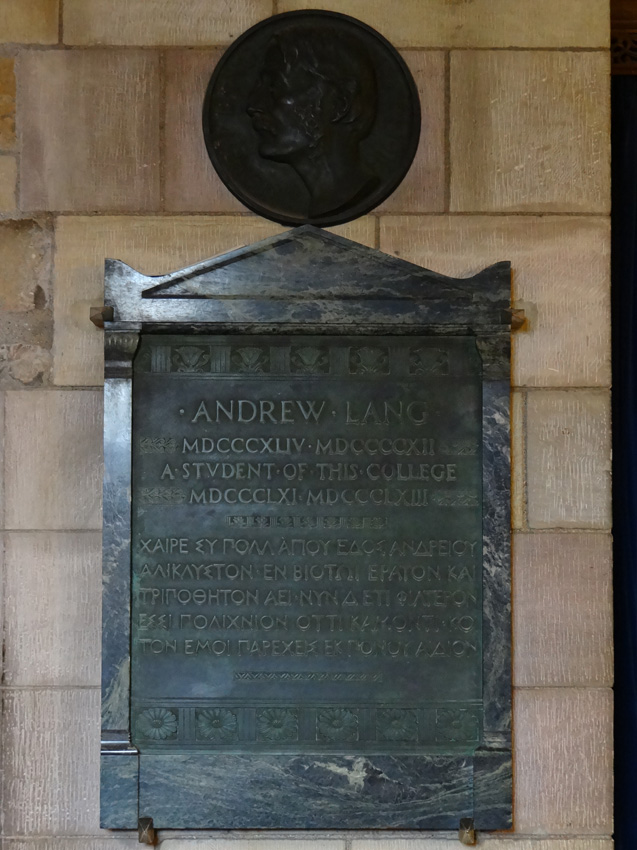 ·ANDREW·LANG·
MDCCCXLIV·MDCCCCXII
A·STVDENT·OF·THIS·COLLEGE
MDCCCLXI·MDCCCLXIII
ΧΑΙΡΕ ΣΥ ΠΟΛΛ ΑΠΟΥ ΕΔΟΣ ΑΝΔΡΕΙΟΥ
ΑΛΙΚΛΥΣΤΟΝ ΕΝ ΒΙΟΤΩΙ ΕΡΑΤΟΝ ΚΑΙ
ΤΡΙΠΟΘΗΤΟΝ ΑΕΙ·ΝΥΝ Δ ΕΤΙ ΦΙΛΤΕΡΟΝ
ΕΣΣΙ ΠΟΛΙΧΝΙΟΝ ΟΤΤΙ ΚΑΜΟΝΤΙ ΚΟ
ΤΟΝ ΕΜΟΙ ΠΑΡΕΧΕΙΣ ΕΚ ΠΟΝΟΥ ΑΙΔΙΟΝ